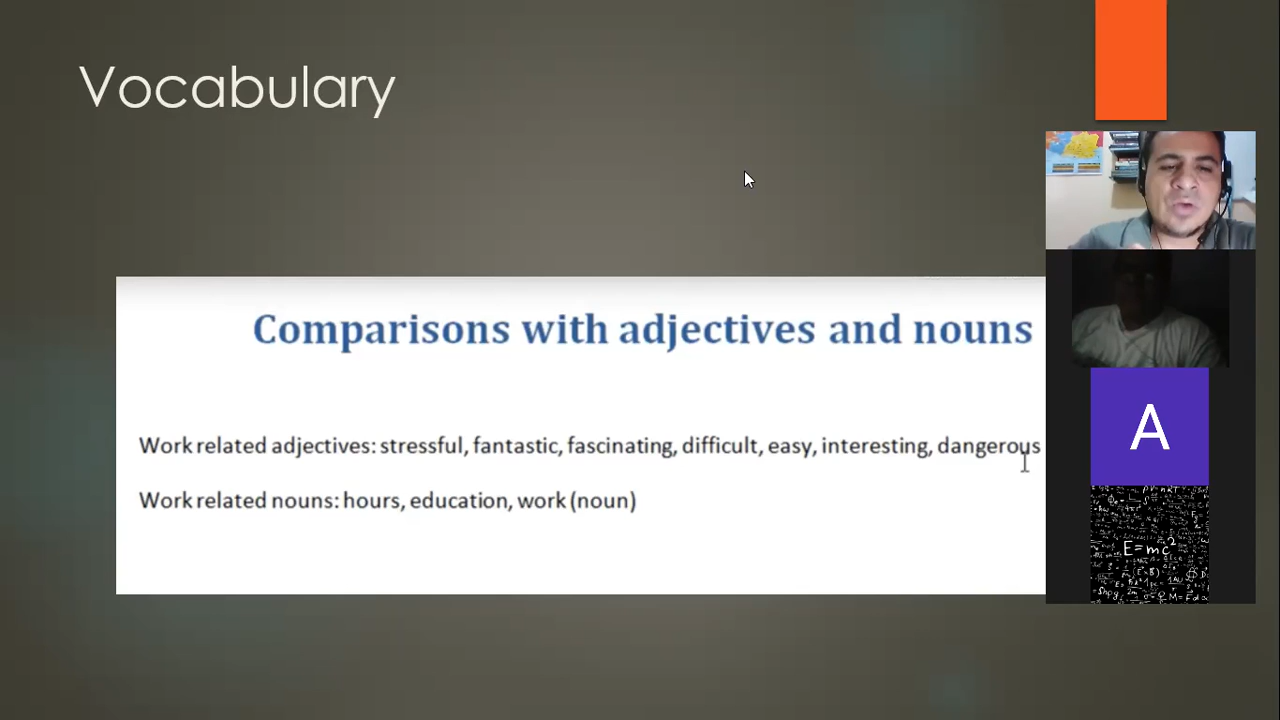 Vocabulary
Comparisons with adjectives and nouns
Work related adjectives: stressful, fantastic, fascinating, difficult, easy, interesting, dangerous
Work related nouns: hours, education, work (noun)
A
E=mc²